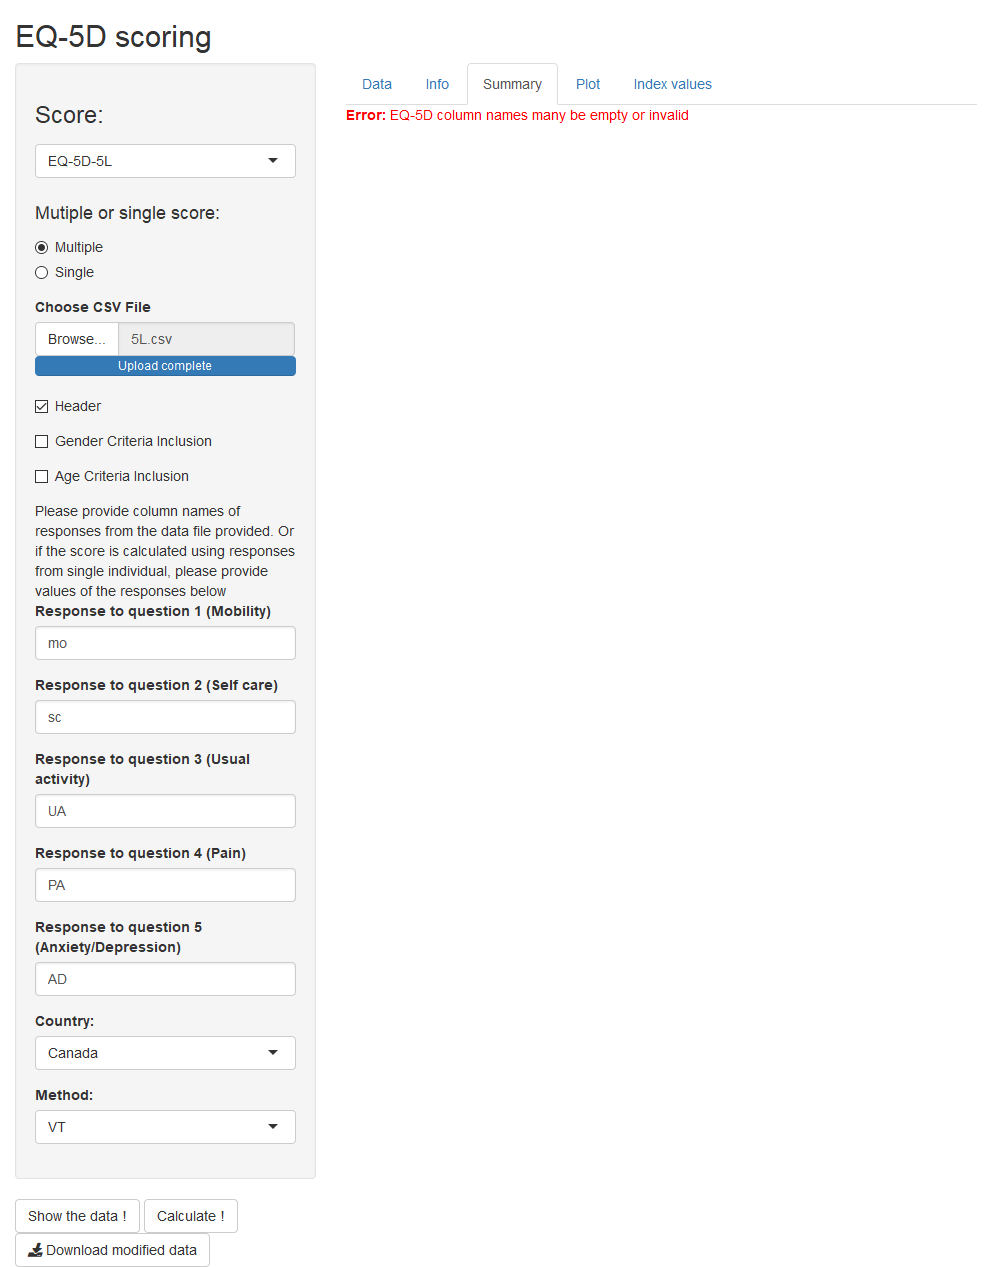 EQ-5D scoring
Score:
EQ-5D-5L
Mutiple or single score:
Multiple
Single
Choose CSV File
Browse... 5L.csv
Upload complete
Header
Gender Criteria Inclusion
Age Criteria Inclusion
Please provide column names of
responses from the data file provided. Or
if the score is calculated using responses
from single individual, please provide
values of the responses below
Response to question 1 (Mobility)
mo
Response to question 2 (Self care)
sc
Response to question 3 (Usual
activity)
UA
Response to question 4 (Pain)
PA
Response to question 5
(Anxiety/Depression)
AD
Country:
Canada
Method:
VT
Show the data ! Calculate !
Download modified data
Data Info Summary Plot Index values
Error: EQ-5D column names many be empty or invalid